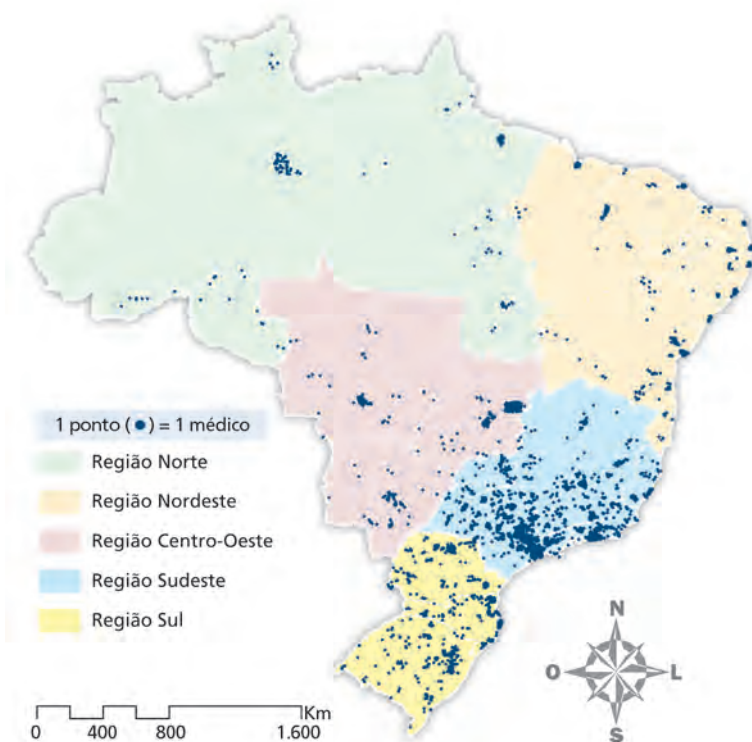 1 ponto (●) = 1 médico
Região Norte
Região Nordeste
Região Centro-Oeste
Região Sudeste
Região Sul
N
O L
S
Km
0 400 800 1.600